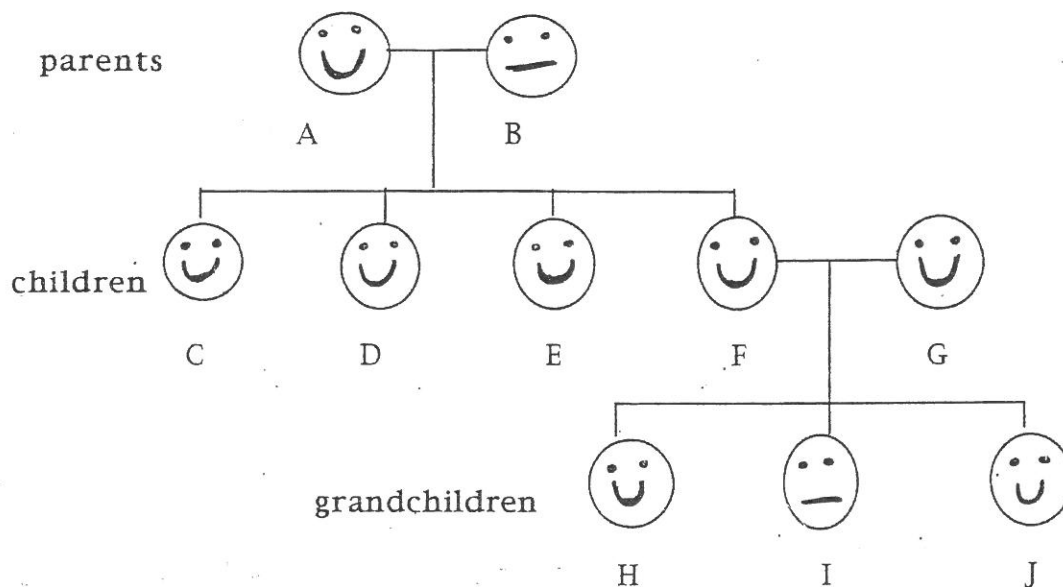 parents
A B
children
C D E F G
grandchildren
H I J